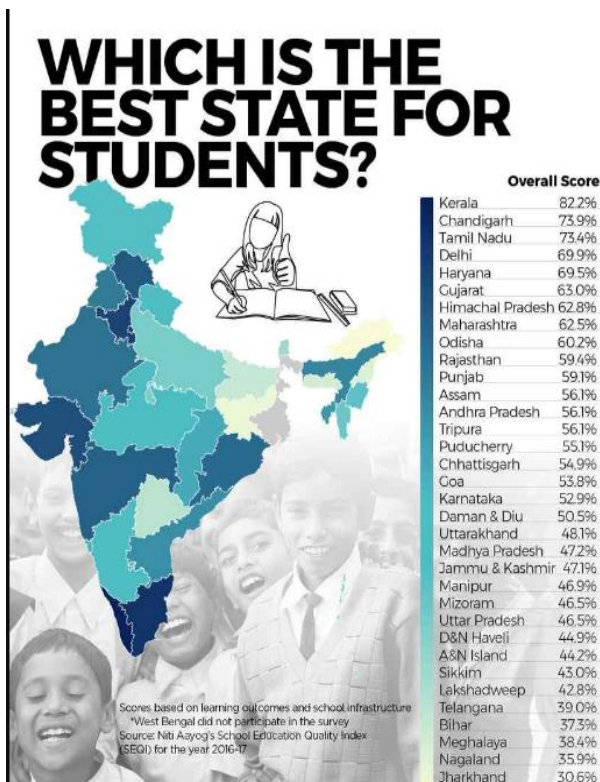 WHICH IS THE
BEST STATE FOR
STUDENTS?
Overall Score
Kerala 82.2%
Chandigarh 73.9%
Tamil Nadu 73.4%
Delhi 69.9%
Haryana 69.5%
Gujarat 63.0%
Himachal Pradesh 62.8%
Maharashtra 62.5%
Odisha 60.2%
Rajasthan 59.4%
Punjab 59.1%
Assam 56.1%
Andhra Pradesh 56.1%
Tripura 56.1%
Puducherry 55.1%
Chhattisgarh 54.9%
Goa 53.8%
Karnataka 52.9%
Daman & Diu 50.5%
Uttarakhand 48.1%
Madhya Pradesh 47.2%
Jammu & Kashmir 47.1%
Manipur 46.9%
Mizoram 46.5%
Uttar Pradesh 46.5%
D&N Haveli 44.9%
A&N Island 44.2%
Sikkim 43.0%
Lakshadweep 42.8%
Telangana 39.0%
Bihar 37.3%
Meghalaya 38.4%
Nagaland 35.9%
Jharkhand 30.6%
Scores based on learning outcomes and school infrastructure
*West Bengal did not participate in the survey
Source: Niti Aayog's School Education Quality Index
(SEQI) for the year 2016-17